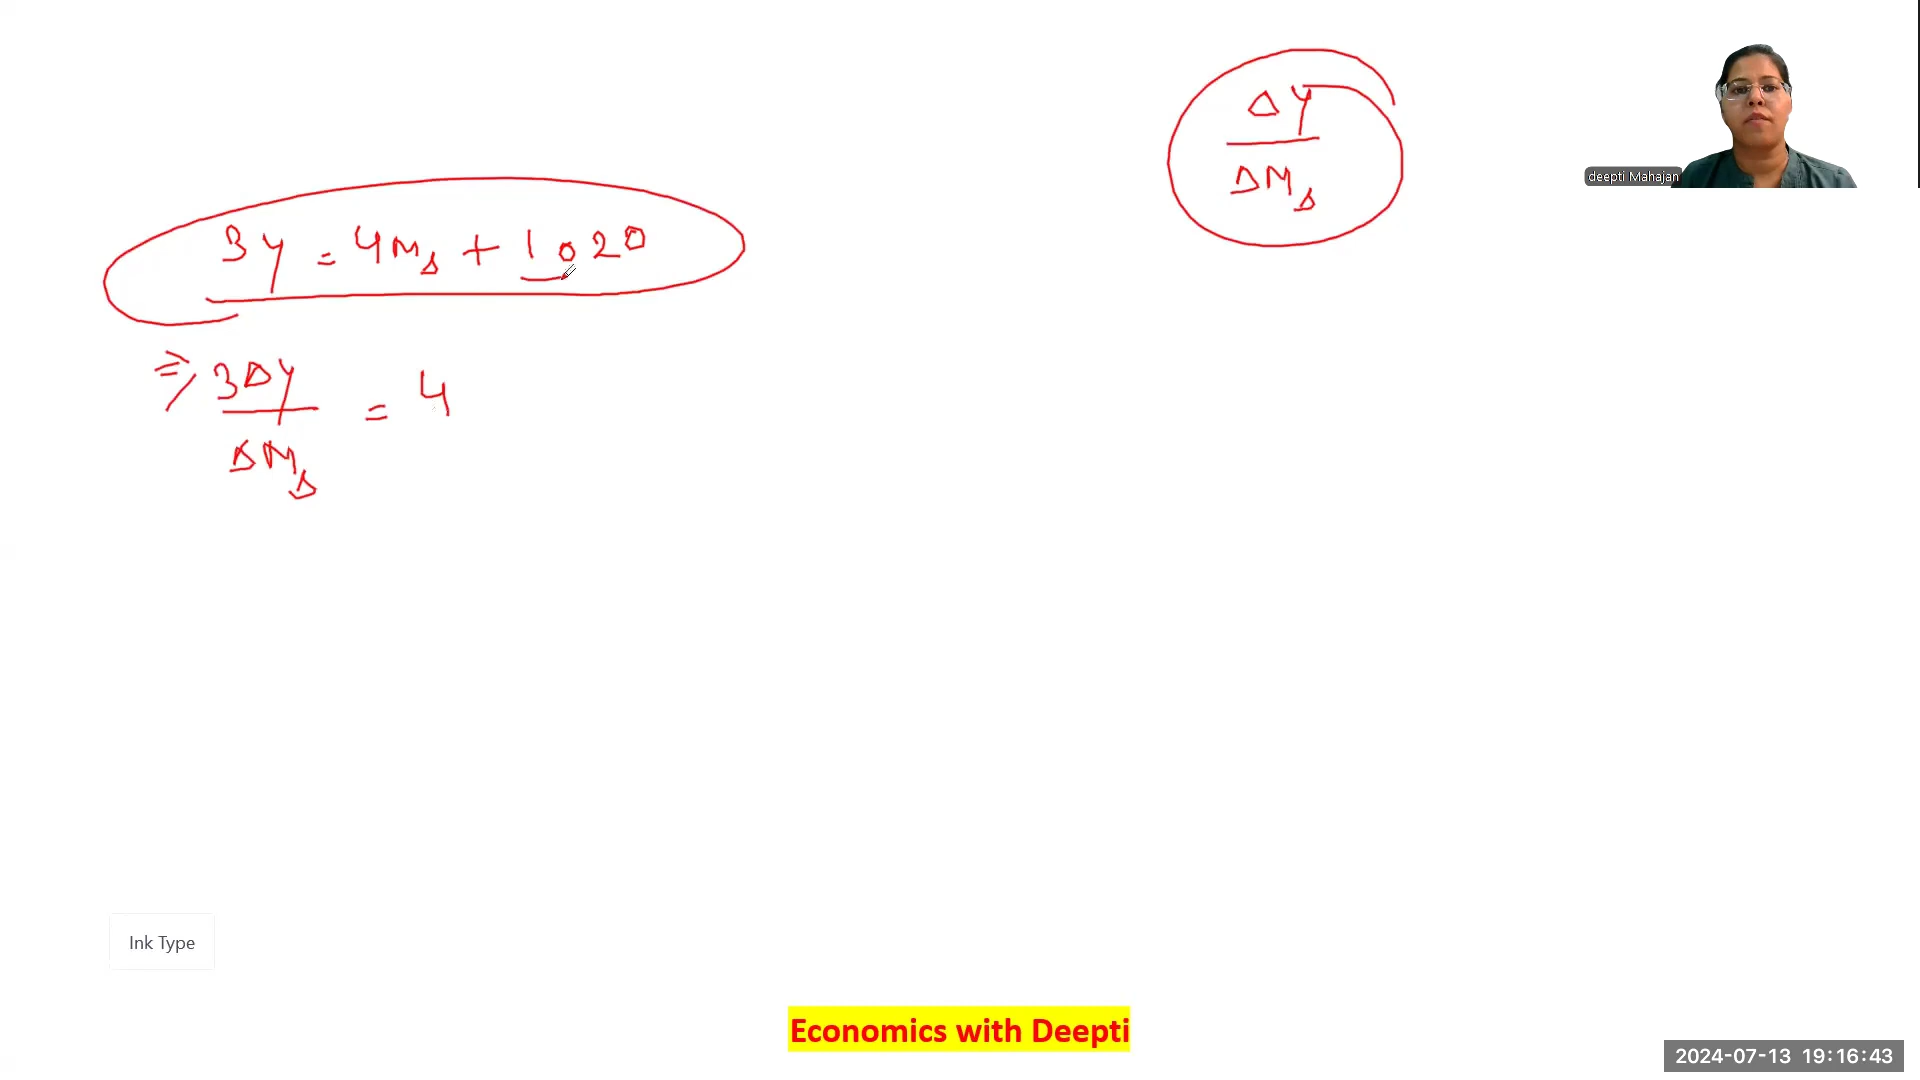 ΔY
ΔMs
deepti Mahajan
3Y = 4Ms + 1020
⇒ 3ΔY
ΔMs
= 4
Ink Type
Economics with Deepti
2024-07-13 19:16:43